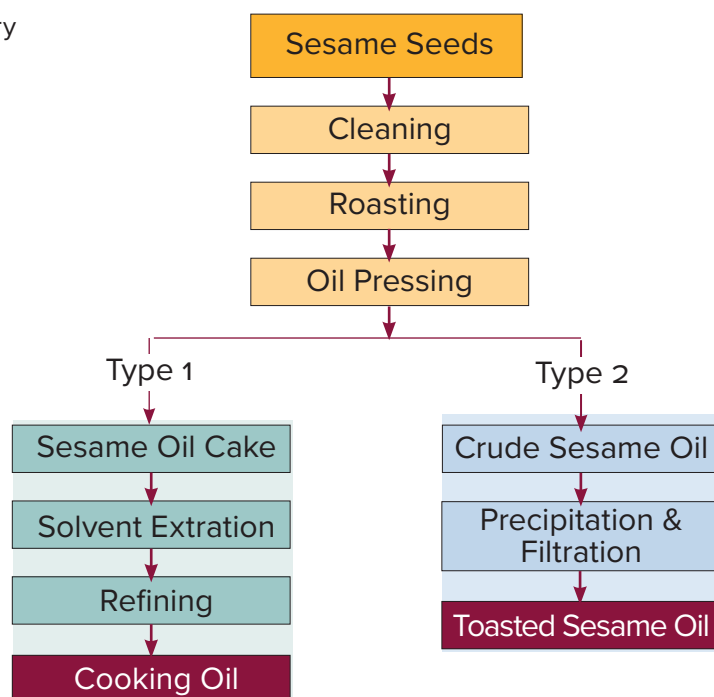 ry
Sesame Seeds
Cleaning
Roasting
Oil Pressing
Type 1
Type 2
Sesame Oil Cake
Crude Sesame Oil
Solvent Extration
Precipitation &
Filtration
Refining
Toasted Sesame Oil
Cooking Oil